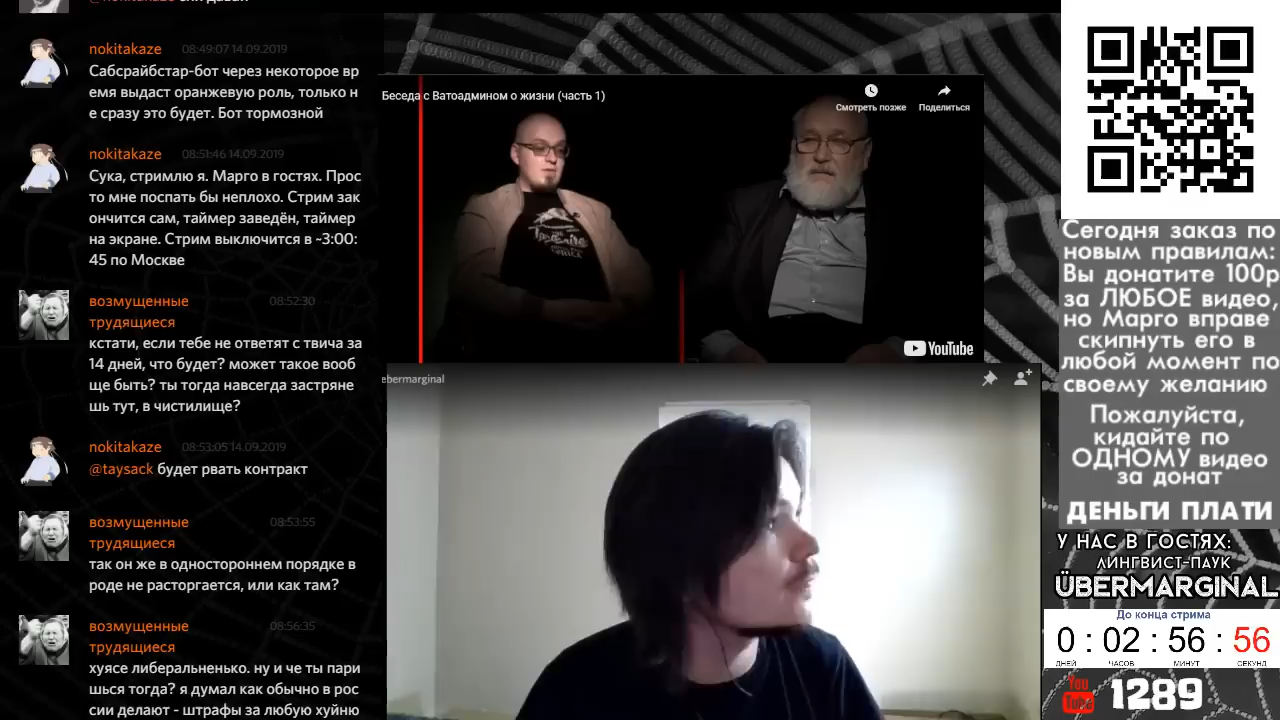 nokitakaze 08:49:07 14.09.2019
Сабсрайбстар-бот через некоторое вр
емя выдаст оранжевую роль, только н
е сразу это будет. Бот тормозной
nokitakaze 08:51:46 14.09.2019
Сука, стримлю я. Марго в гостях. Прос
то мне поспать бы неплохо. Стрим зак
ончится сам, таймер заведён, таймер
на экране. Стрим выключится в ~3:00:
45 по Москве
возмущенные 08:52:30
трудящиеся
кстати, если тебе не ответят с твича за
14 дней, что будет? может такое вооб
ще быть? ты тогда навсегда застряне
шь тут, в чистилище?
nokitakaze 08:53:05 14.09.2019
@taysack будет рвать контракт
возмущенные 08:53:55
трудящиеся
так он же в одностороннем порядке в
роде не расторгается, или как там?
возмущенные 08:56:35
трудящиеся
хуясе либеральненько. ну и че ты пари
шься тогда? я думал как обычно в рос
сии делают - штрафы за любую хуйню
Беседа с Ватоадмином о жизни (часть 1)
Смотреть позже
Поделиться
YouTube
ebermarginal
Сегодня заказ по
новым правилам:
Вы донатите 100р
за ЛЮБОЕ видео,
но Марго вправе
скипнуть его в
любой момент по
своему желанию
Пожалуйста,
кидайте по
ОДНОМУ видео
за донат
ДЕНЬГИ ПЛАТИ
У НАС В ГОСТЯХ:
ЛИНГВИСТ-ПАУК
ÜBERMARGINAL
До конца стрима
0 : 02 : 56 : 56
ДНЕЙ ЧАСОВ МИНУТ СЕКУНД
You Tube 1289